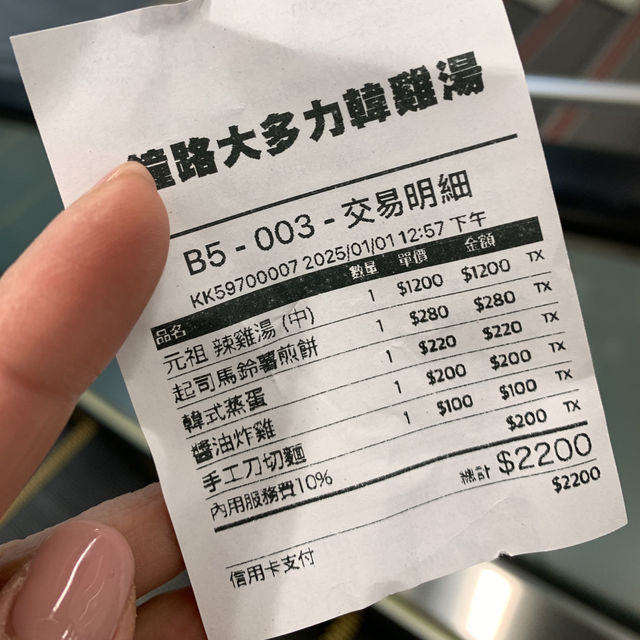 鐘路大多力韓雞湯
B5 - 003 - 交易明細
KK59700007 2025/01/01 12:57 下午
品名 數量 單價 金額
元祖 辣雞湯 (中) 1 $1200 $1200 TX
起司馬鈴薯煎餅 1 $280 $280 TX
韓式蒸蛋 1 $220 $220 TX
醬油炸雞 1 $200 $200 TX
手工刀切麵 1 $100 $100 TX
內用服務費10% $200 TX
總計 $2200
信用卡支付 $2200